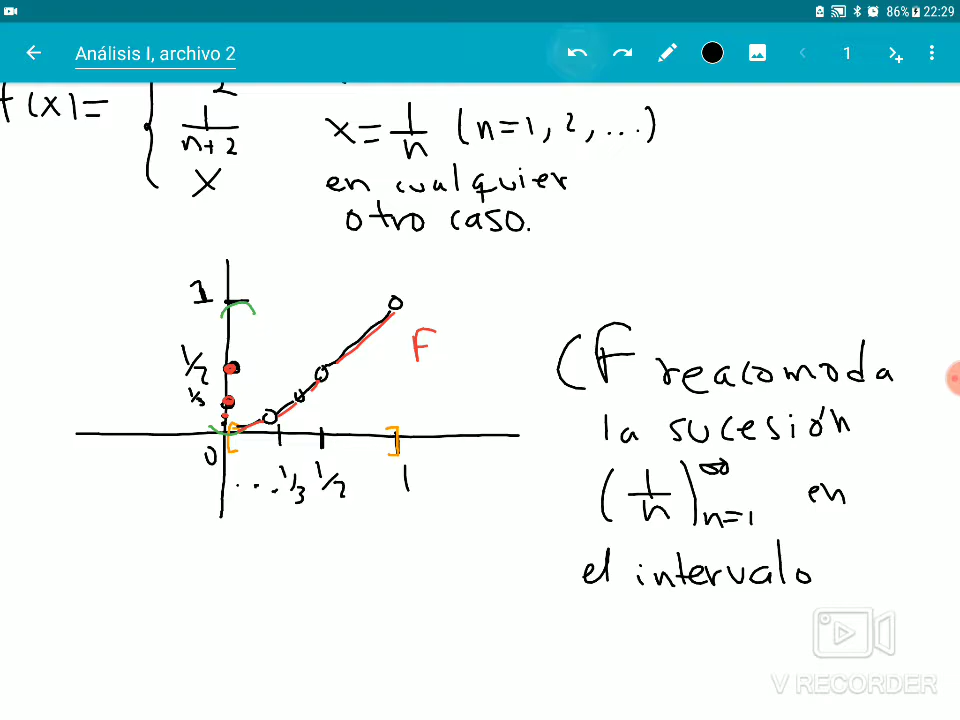 86% 22:29
Análisis I, archivo 2
1
f(x)= 2
1/(n+2) x = 1/n (n=1, 2, ...)
x en cualquier
otro caso.
1
1/2
1/3
0
... 1/3 1/2 1
F
(F reacomoda
la sucesión
(1/n)_{n=1}^∞ en
el intervalo
V RECORDER